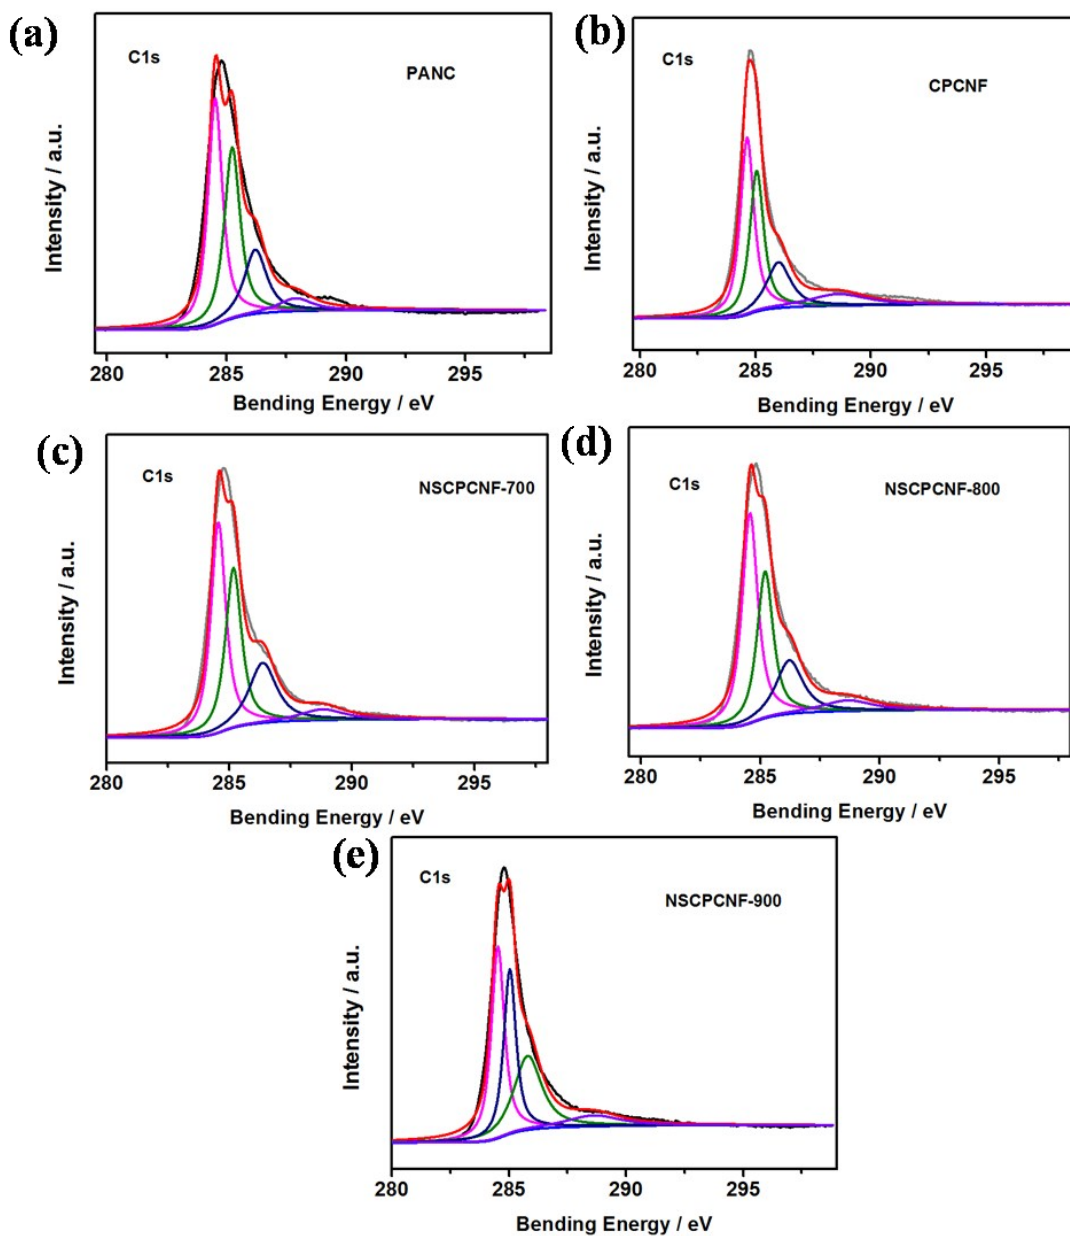 (a)
C1s
PANC
Intensity / a.u.
280 285 290 295
Bending Energy / eV
(b)
C1s
CPCNF
Intensity / a.u.
280 285 290 295
Bending Energy / eV
(c)
C1s
NSCPCNF-700
Intensity / a.u.
280 285 290 295
Bending Energy / eV
(d)
C1s
NSCPCNF-800
Intensity / a.u.
280 285 290 295
Bending Energy / eV
(e)
C1s
NSCPCNF-900
Intensity / a.u.
280 285 290 295
Bending Energy / eV